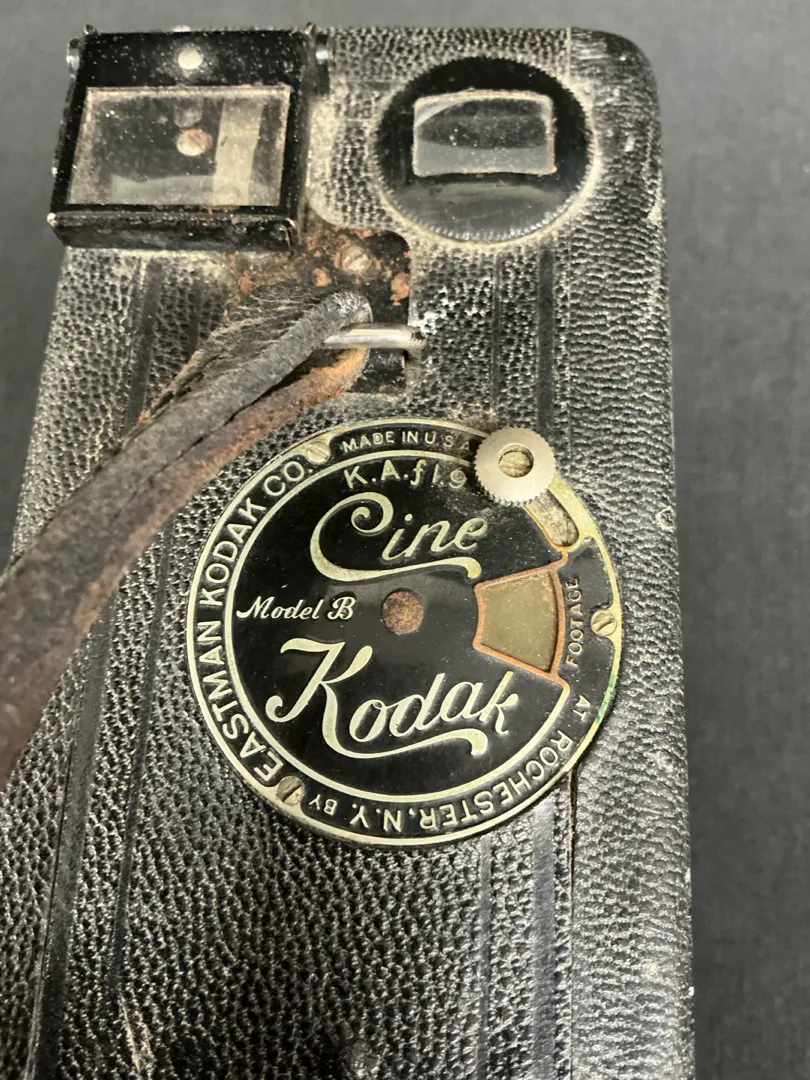 MADE IN U.S.A
K.A.f1.9
Cine
Model B
Kodak
FOOTAGE
AT ROCHESTER, N.Y. BY
EASTMAN KODAK CO.